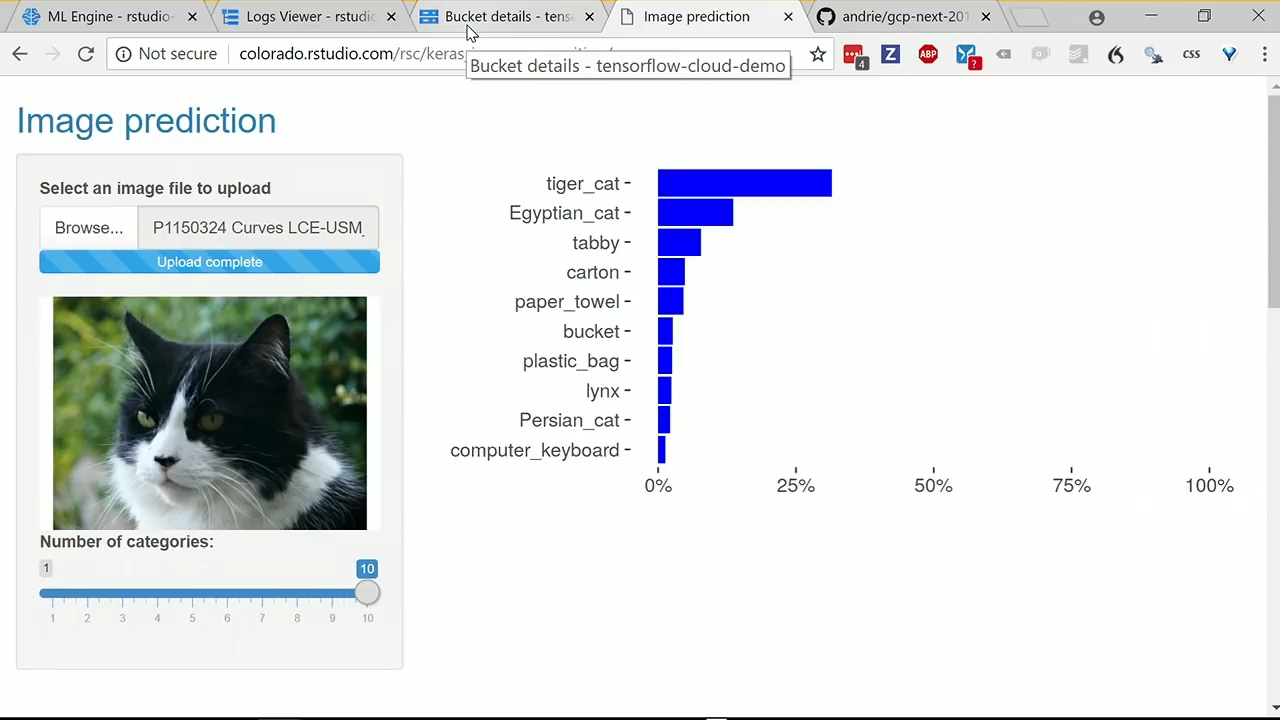 ML Engine - rstudio-
Logs Viewer - rstudio
Bucket details - tens
Image prediction
andrie/gcp-next-201
Not secure
colorado.rstudio.com/rsc/keras
Bucket details - tensorflow-cloud-demo
4
Z
ABP
?
CSS
Image prediction
Select an image file to upload
Browse...
P1150324 Curves LCE-USM
Upload complete
Number of categories:
1
10
1 2 3 4 5 6 7 8 9 10
tiger_cat
Egyptian_cat
tabby
carton
paper_towel
bucket
plastic_bag
lynx
Persian_cat
computer_keyboard
0% 25% 50% 75% 100%